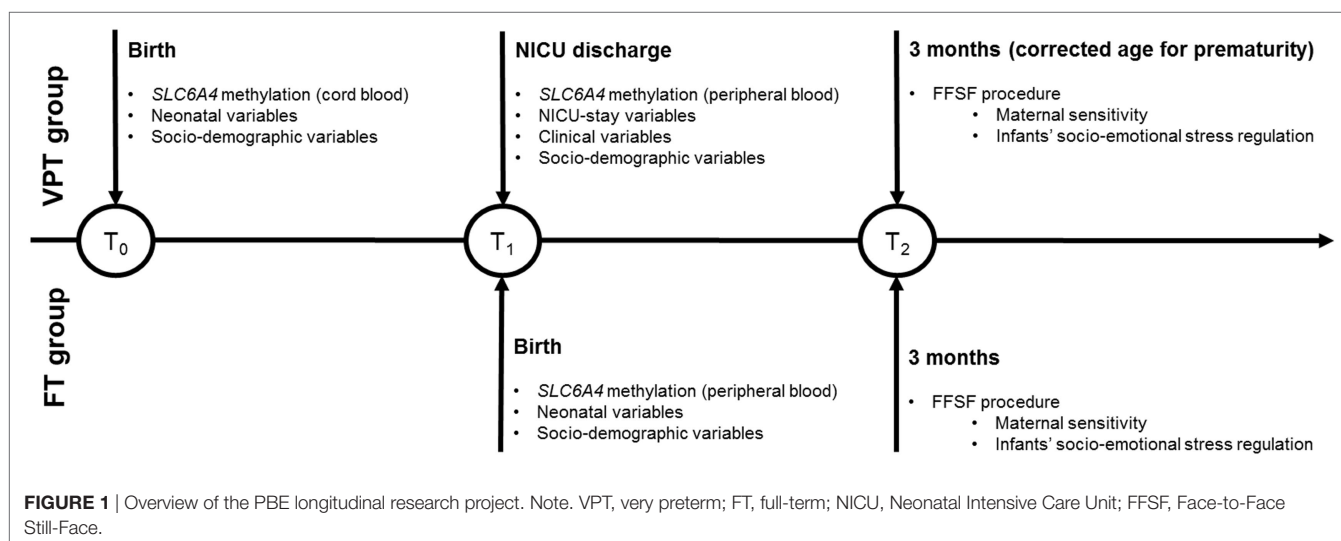 VPT group
Birth
• SLC6A4 methylation (cord blood)
• Neonatal variables
• Socio-demographic variables
NICU discharge
• SLC6A4 methylation (peripheral blood)
• NICU-stay variables
• Clinical variables
• Socio-demographic variables
3 months (corrected age for prematurity)
• FFSF procedure
• Maternal sensitivity
• Infants' socio-emotional stress regulation
T0
T1
T2
FT group
Birth
• SLC6A4 methylation (peripheral blood)
• Neonatal variables
• Socio-demographic variables
3 months
• FFSF procedure
• Maternal sensitivity
• Infants' socio-emotional stress regulation
FIGURE 1 | Overview of the PBE longitudinal research project. Note. VPT, very preterm; FT, full-term; NICU, Neonatal Intensive Care Unit; FFSF, Face-to-Face
Still-Face.